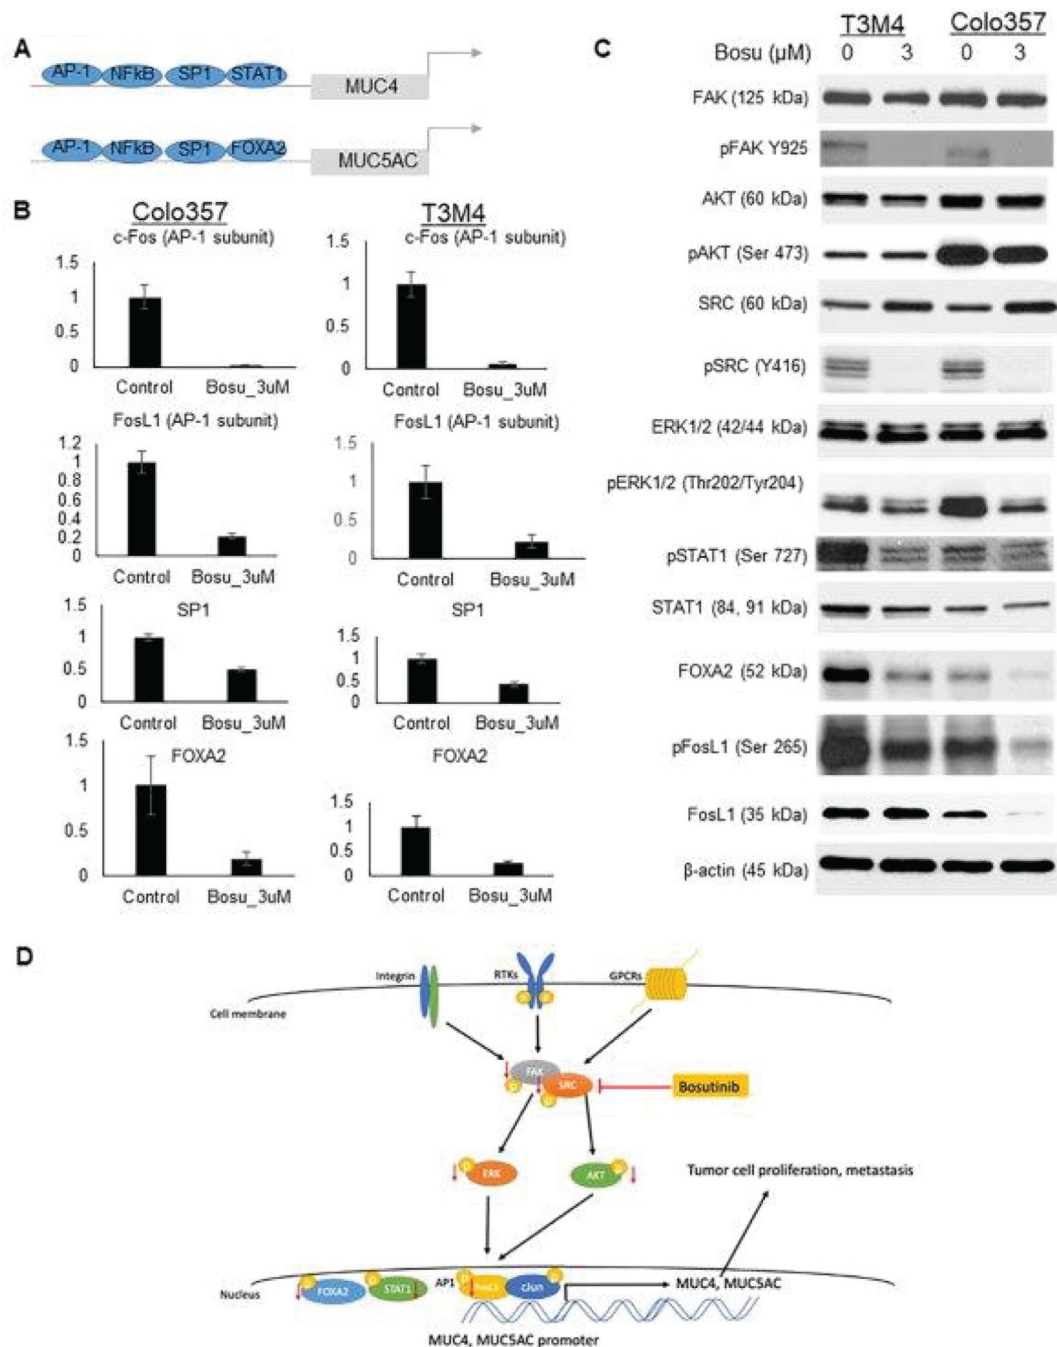 A
AP-1 NFkB SP1 STAT1
MUC4
AP-1 NFkB SP1 FOXA2
MUC5AC
B
Colo357
c-Fos (AP-1 subunit)
1.5
1
0.5
0
Control Bosu_3uM
T3M4
c-Fos (AP-1 subunit)
1.5
1
0.5
0
Control Bosu_3uM
FosL1 (AP-1 subunit)
1.2
1
0.8
0.6
0.4
0.2
0
Control Bosu_3uM
FosL1 (AP-1 subunit)
1.5
1
0.5
0
Control Bosu_3uM
SP1
1.5
1
0.5
0
Control Bosu_3uM
SP1
1.5
1
0.5
0
Control Bosu_3uM
FOXA2
1.5
1
0.5
0
Control Bosu_3uM
FOXA2
1.5
1
0.5
0
Control Bosu_3uM
C
T3M4 Colo357
Bosu (µM) 0 3 0 3
FAK (125 kDa)
pFAK Y925
AKT (60 kDa)
pAKT (Ser 473)
SRC (60 kDa)
pSRC (Y416)
ERK1/2 (42/44 kDa)
pERK1/2 (Thr202/Tyr204)
pSTAT1 (Ser 727)
STAT1 (84, 91 kDa)
FOXA2 (52 kDa)
pFosL1 (Ser 265)
FosL1 (35 kDa)
β-actin (45 kDa)
D
Integrin RTKs GPCRs
p p
Cell membrane
FAK
p SRC Bosutinib
p
p ERK AKT p
Tumor cell proliferation, metastasis
p p AP1 p p
Nucleus FOXA2 STAT1 cJun MUC4, MUC5AC
MUC4, MUC5AC promoter